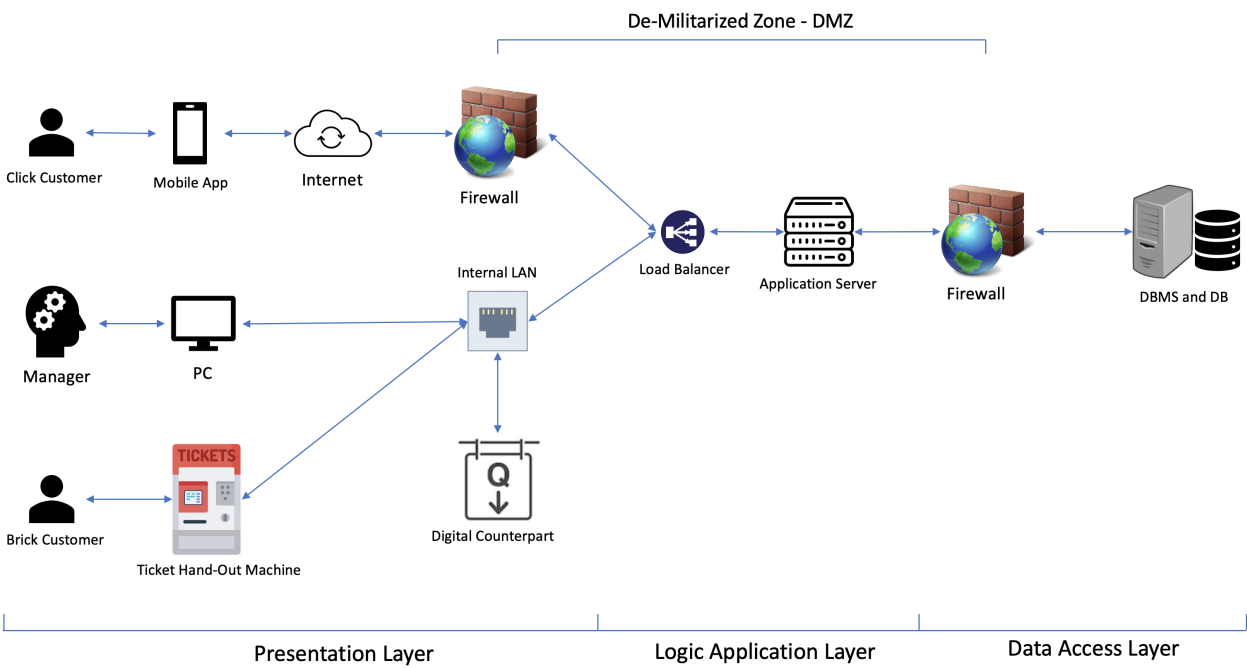 De-Militarized Zone - DMZ
Click Customer
Mobile App
Internet
Firewall
Load Balancer
Application Server
Firewall
DBMS and DB
Internal LAN
Manager
PC
TICKETS
Q
Brick Customer
Ticket Hand-Out Machine
Digital Counterpart
Presentation Layer
Logic Application Layer
Data Access Layer